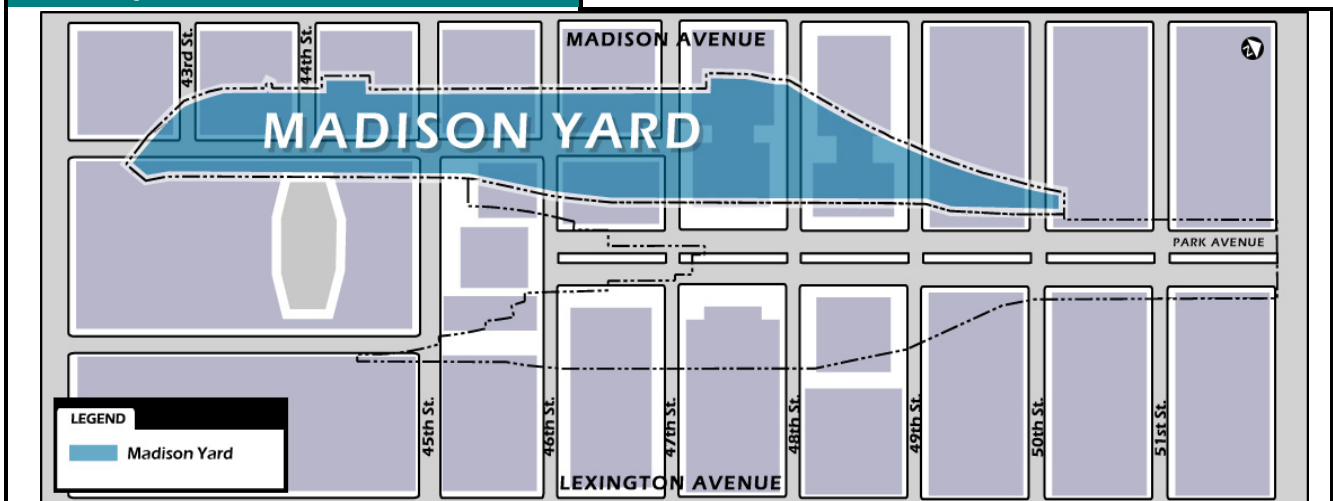 MADISON AVENUE
43rd St.
44th St.
MADISON YARD
PARK AVENUE
45th St.
46th St.
47th St.
48th St.
49th St.
50th St.
51st St.
LEGEND
Madison Yard
LEXINGTON AVENUE